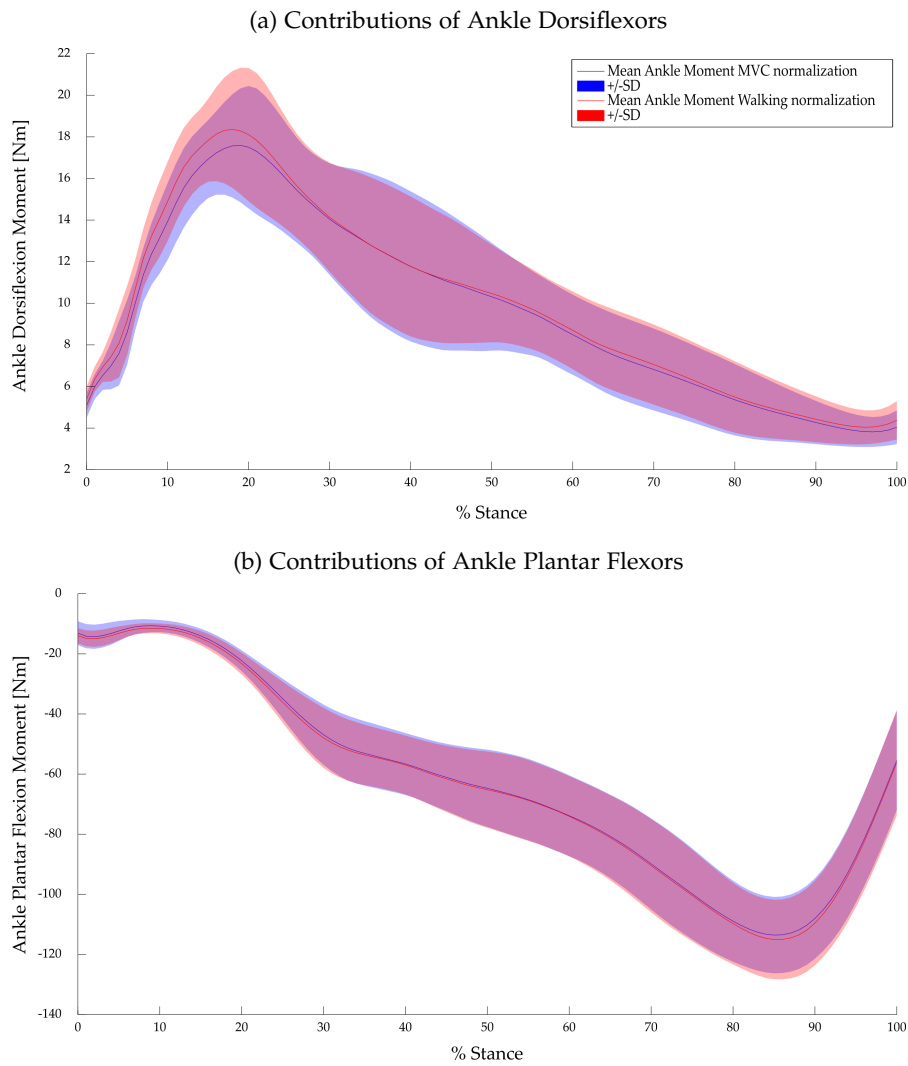 (a) Contributions of Ankle Dorsiflexors
Mean Ankle Moment MVC normalization
+/-SD
Mean Ankle Moment Walking normalization
+/-SD
Ankle Dorsiflexion Moment [Nm]
22
20
18
16
14
12
10
8
6
4
2
0 10 20 30 40 50 60 70 80 90 100
% Stance
(b) Contributions of Ankle Plantar Flexors
Ankle Plantar Flexion Moment [Nm]
0
-20
-40
-60
-80
-100
-120
-140
0 10 20 30 40 50 60 70 80 90 100
% Stance